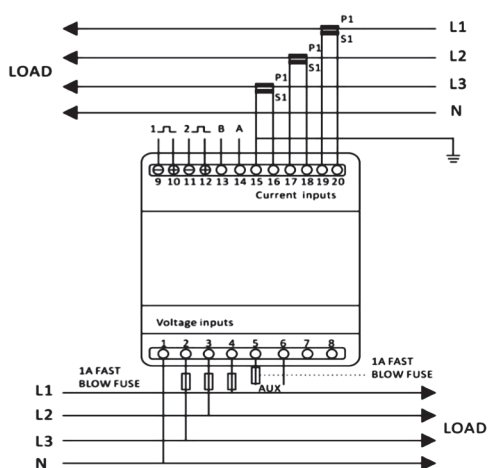 P1
L1
S1
P1
L2
S1
LOAD
P1
L3
S1
N
1 2 B A
9 10 11 12 13 14 15 16 17 18 19 20
Current inputs
Voltage inputs
1 2 3 4 5 6 7 8
1A FAST
BLOW FUSE
1A FAST
BLOW FUSE
AUX
L1
L2
LOAD
L3
N